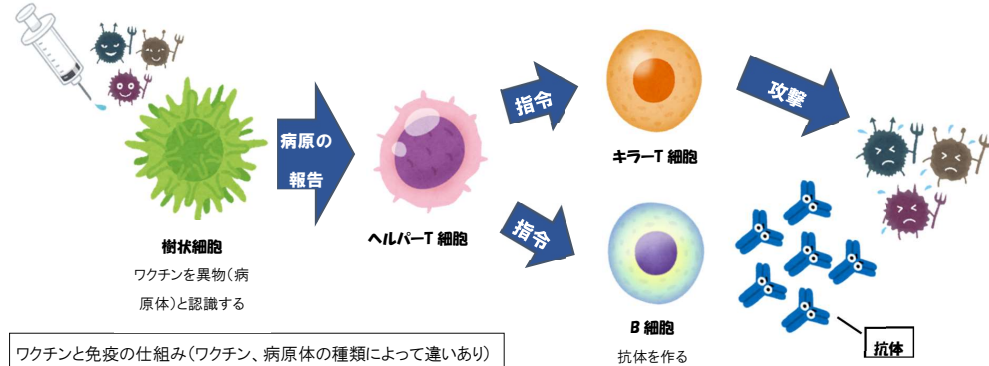 病原の
報告
指令
指令
攻撃
樹状細胞
ワクチンを異物(病
原体)と認識する
ヘルパーT 細胞
キラーT 細胞
B 細胞
抗体を作る
抗体
ワクチンと免疫の仕組み(ワクチン、病原体の種類によって違いあり)